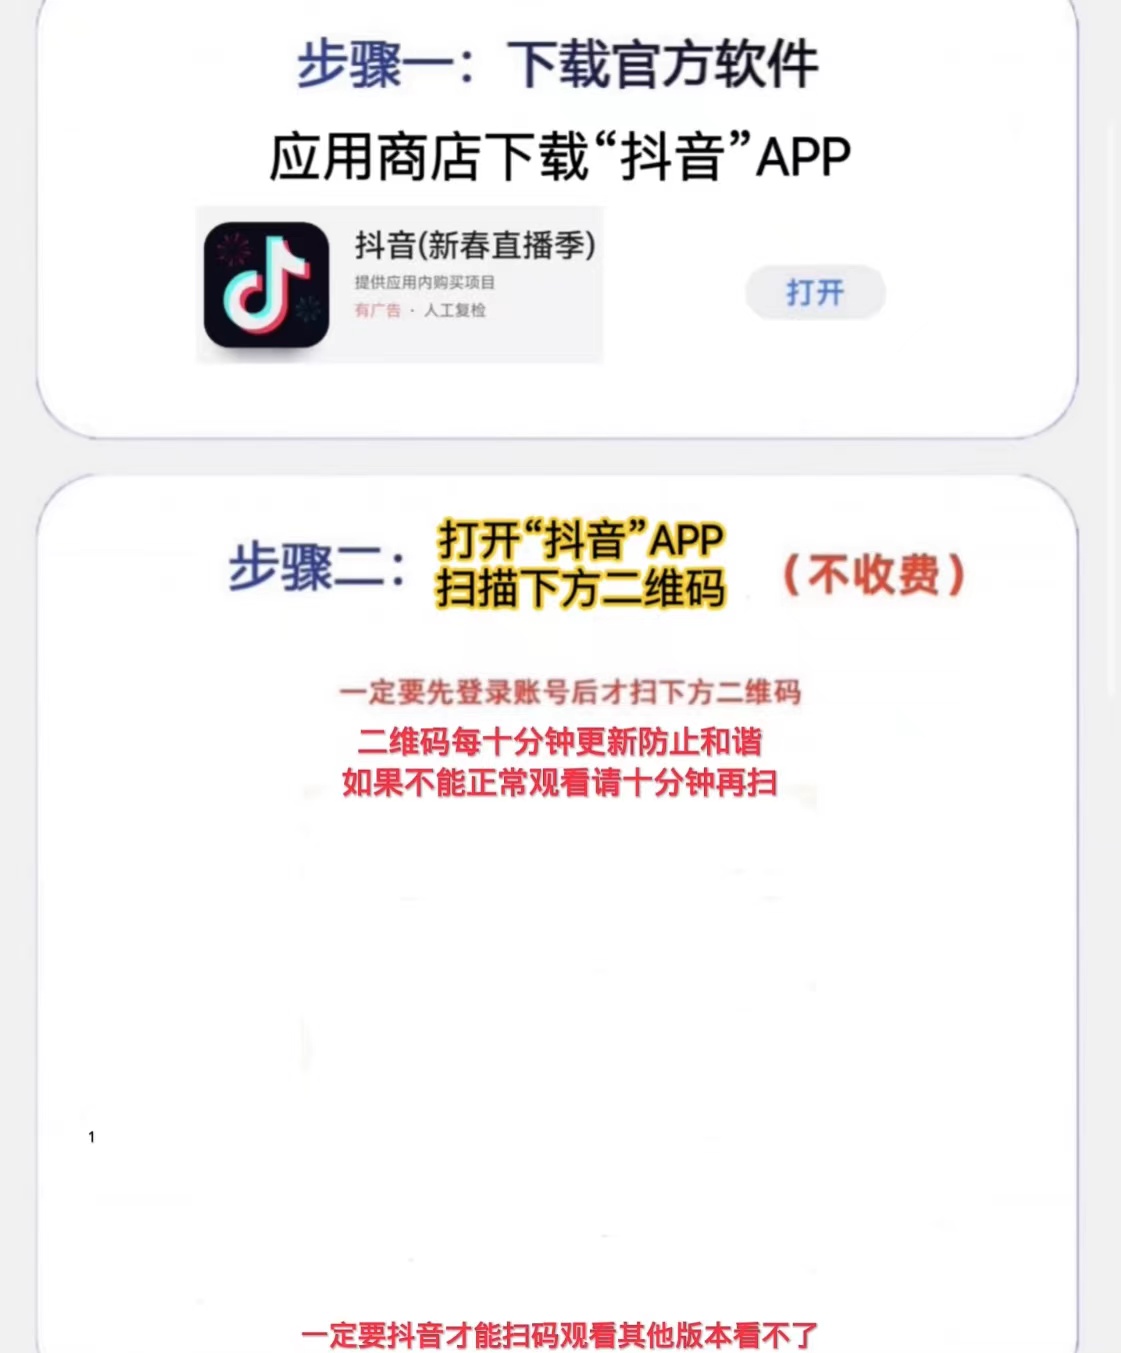 步骤一：下载官方软件
应用商店下载“抖音”APP
抖音(新春直播季)
提供应用内购买项目
有广告 · 人工复检
打开
步骤二：
打开“抖音”APP
扫描下方二维码
（不收费）
一定要先登录账号后才扫下方二维码
二维码每十分钟更新防止和谐
如果不能正常观看请十分钟再扫
1
一定要抖音才能扫码观看其他版本看不了